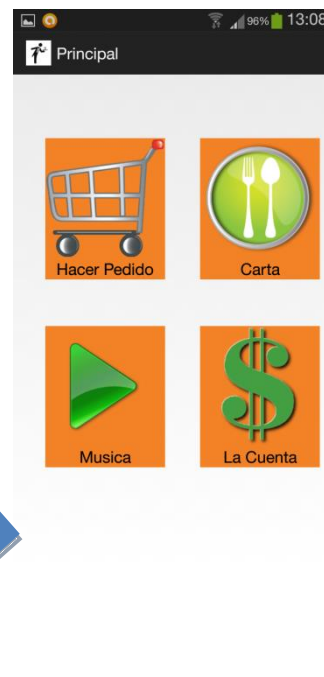 96% 13:08
Principal
Hacer Pedido
Carta
Musica
La Cuenta